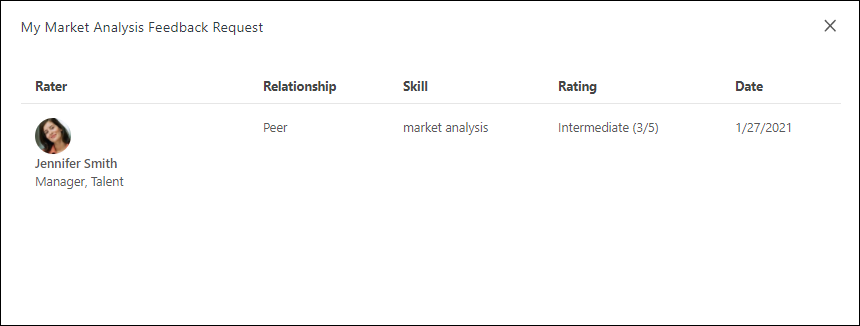 My Market Analysis Feedback Request
Rater Relationship Skill Rating Date
Peer market analysis Intermediate (3/5) 1/27/2021
Jennifer Smith
Manager, Talent